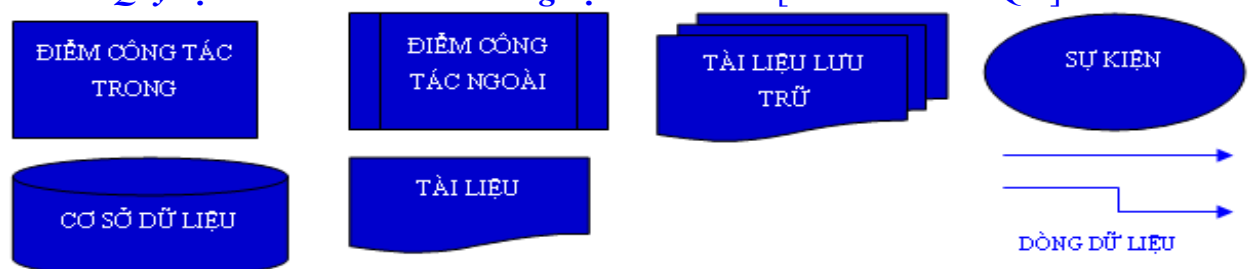 ĐIỂM CÔNG TÁC
TRONG
ĐIỂM CÔNG
TÁC NGOÀI
TÀI LIỆU LƯU
TRỮ
SỰ KIỆN
CƠ SỞ DỮ LIỆU
TÀI LIỆU
DÒNG DỮ LIỆU